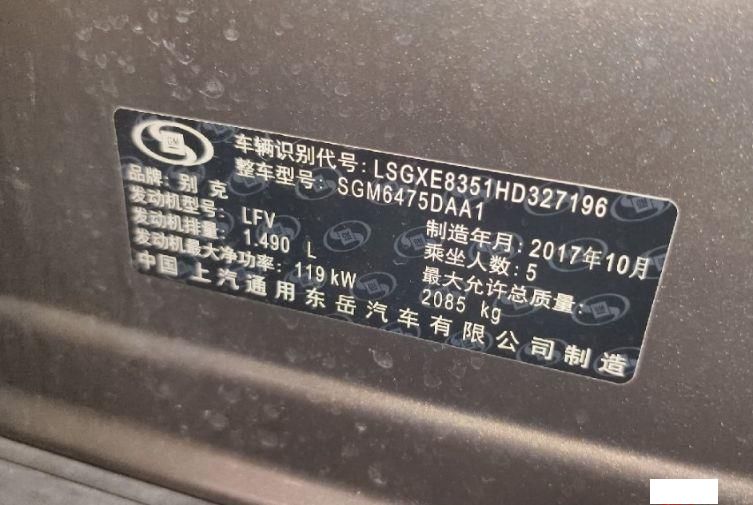 GM
车辆识别代号: LSGXE8351HD327196
整车型号: SGM6475DAA1
品牌: 别克
发动机型号: LFV
发动机排量: 1.490 L
发动机最大净功率: 119 kW
制造年月: 2017年10月
乘坐人数: 5
最大允许总质量:
2085 kg
中国 上汽通用东岳汽车有限公司制造